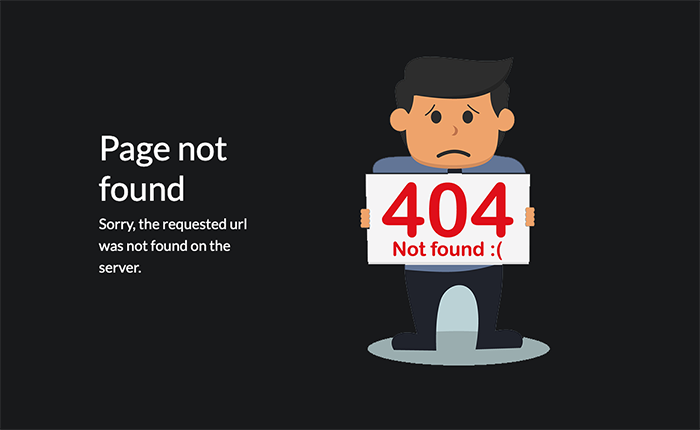 Page not
found
Sorry, the requested url
was not found on the
server.
404
Not found :(